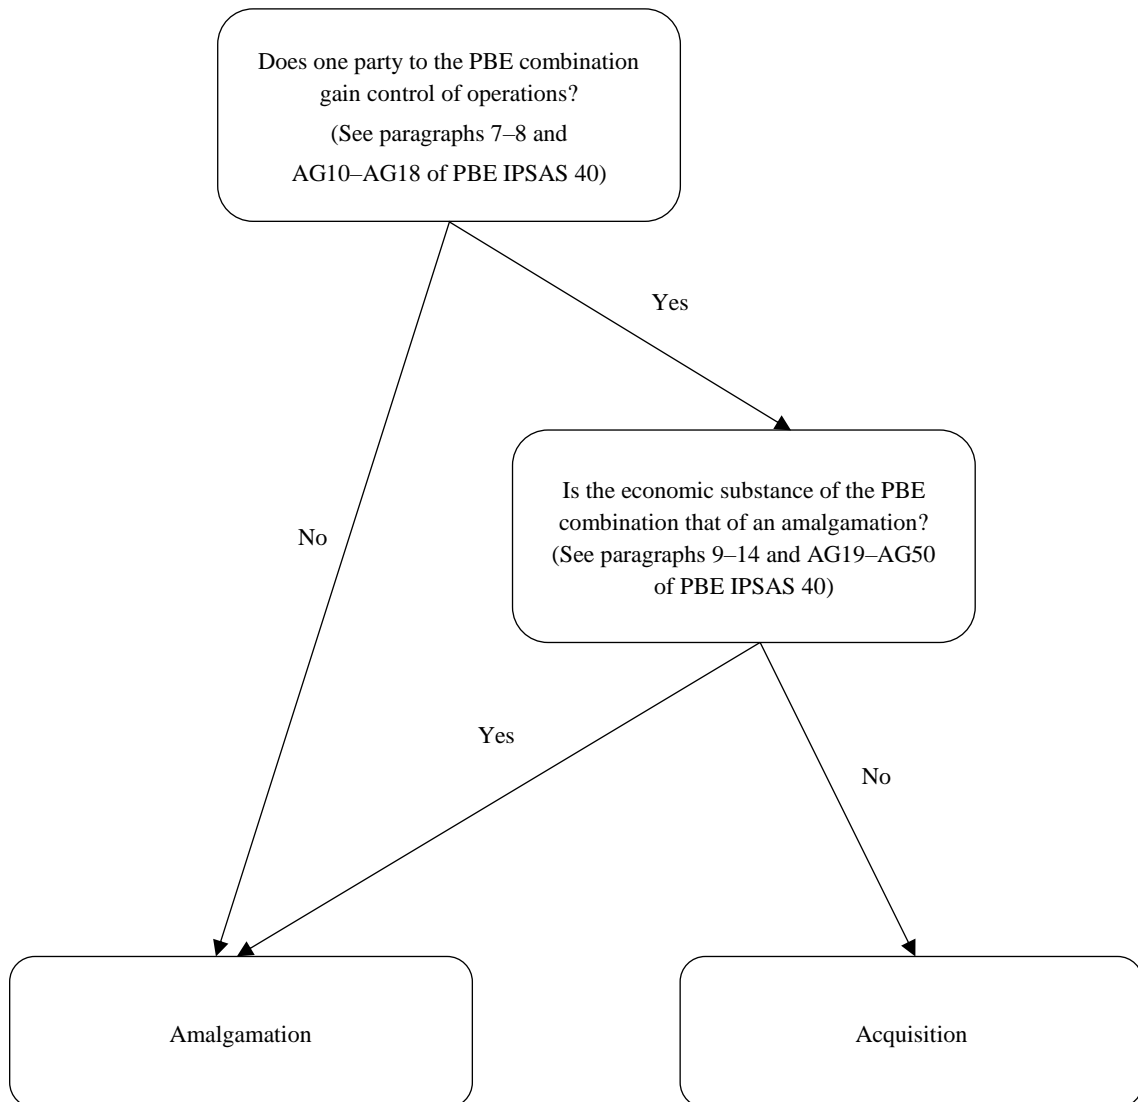 Does one party to the PBE combination
gain control of operations?
(See paragraphs 7–8 and
AG10–AG18 of PBE IPSAS 40)
Yes
Is the economic substance of the PBE
combination that of an amalgamation?
(See paragraphs 9–14 and AG19–AG50
of PBE IPSAS 40)
No
Yes
No
Amalgamation
Acquisition